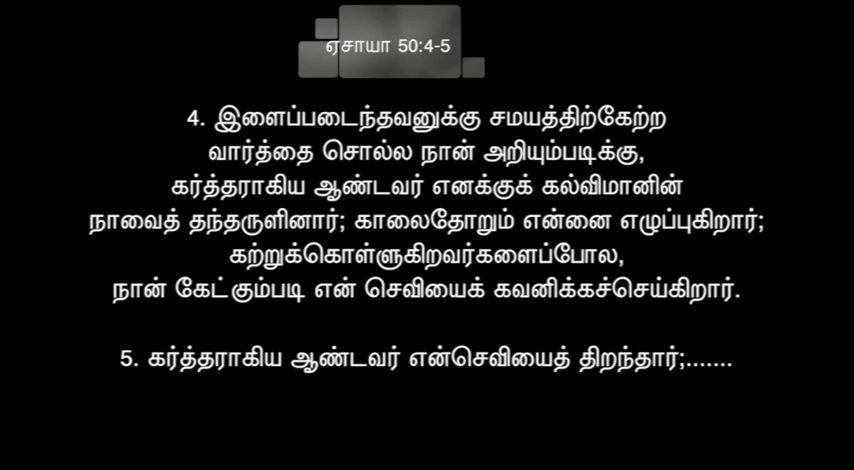 ஏசாயா 50:4-5
4. இளைப்படைந்தவனுக்கு சமயத்திற்கேற்ற
வார்த்தை சொல்ல நான் அறியும்படிக்கு,
கர்த்தராகிய ஆண்டவர் எனக்குக் கல்விமானின்
நாவைத் தந்தருளினார்; காலைதோறும் என்னை எழுப்புகிறார்;
கற்றுக்கொள்ளுகிறவர்களைப்போல,
நான் கேட்கும்படி என் செவியைக் கவனிக்கச்செய்கிறார்.
5. கர்த்தராகிய ஆண்டவர் என்செவியைத் திறந்தார்;.......